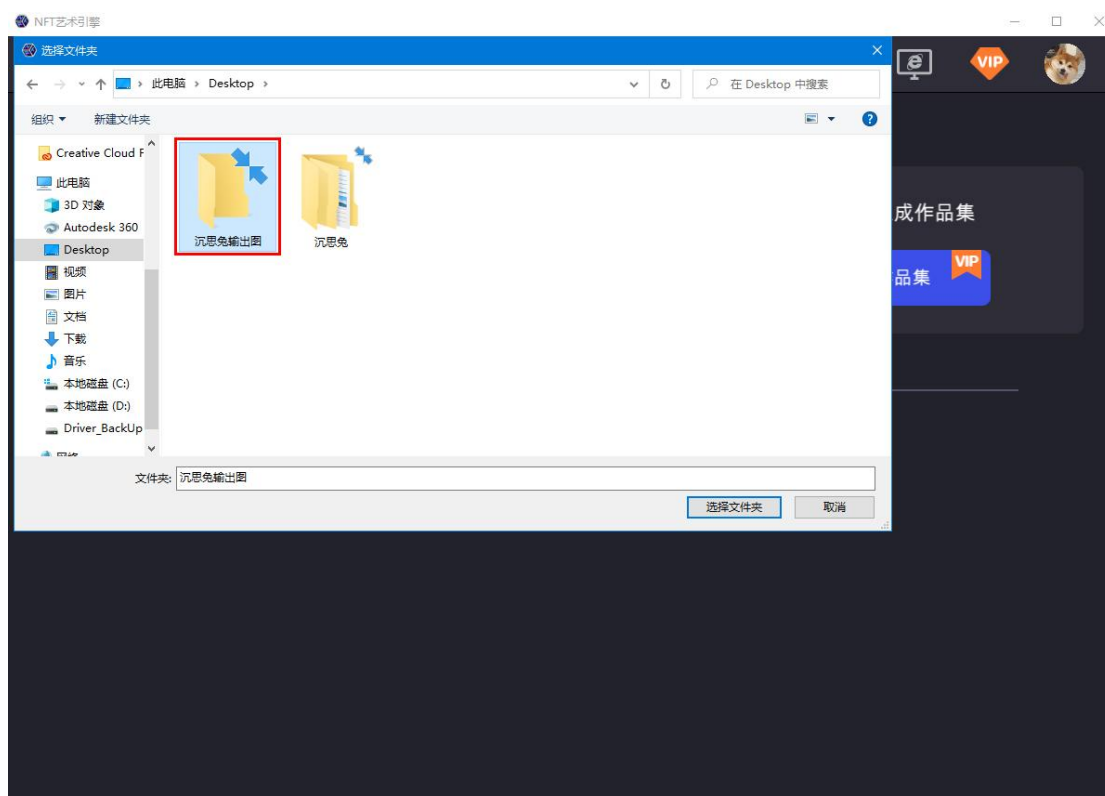 NFT艺术引擎
选择文件夹
此电脑 › Desktop ›
在 Desktop 中搜索
VIP
组织
新建文件夹
Creative Cloud F
此电脑
3D 对象
Autodesk 360
Desktop
视频
图片
文档
下载
音乐
本地磁盘 (C:)
本地磁盘 (D:)
Driver_BackUp
沉思兔输出图
沉思兔
成作品集
品集
VIP
文件夹:
沉思兔输出图
选择文件夹
取消